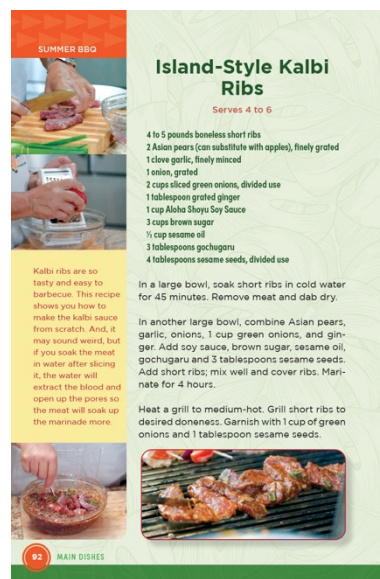 SUMMER BBQ
Island-Style Kalbi
Ribs
Serves 4 to 6
4 to 5 pounds boneless short ribs
2 Asian pears (can substitute with apples), finely grated
1 clove garlic, finely minced
1 onion, grated
2 cups sliced green onions, divided use
1 tablespoon grated ginger
1 cup Aloha Shoyu Soy Sauce
3 cups brown sugar
½ cup sesame oil
3 tablespoons gochugaru
4 tablespoons sesame seeds, divided use
Kalbi ribs are so
tasty and easy to
barbecue. This recipe
shows you how to
make the kalbi sauce
from scratch. And, it
may sound weird, but
if you soak the meat
in water after slicing
it, the water will
extract the blood and
open up the pores so
the meat will soak up
the marinade more.
In a large bowl, soak short ribs in cold water
for 45 minutes. Remove meat and dab dry.
In another large bowl, combine Asian pears,
garlic, onions, 1 cup green onions, and gin-
ger. Add soy sauce, brown sugar, sesame oil,
gochugaru and 3 tablespoons sesame seeds.
Add short ribs; mix well and cover ribs. Mari-
nate for 4 hours.
Heat a grill to medium-hot. Grill short ribs to
desired doneness. Garnish with 1 cup of green
onions and 1 tablespoon sesame seeds.
92 MAIN DISHES